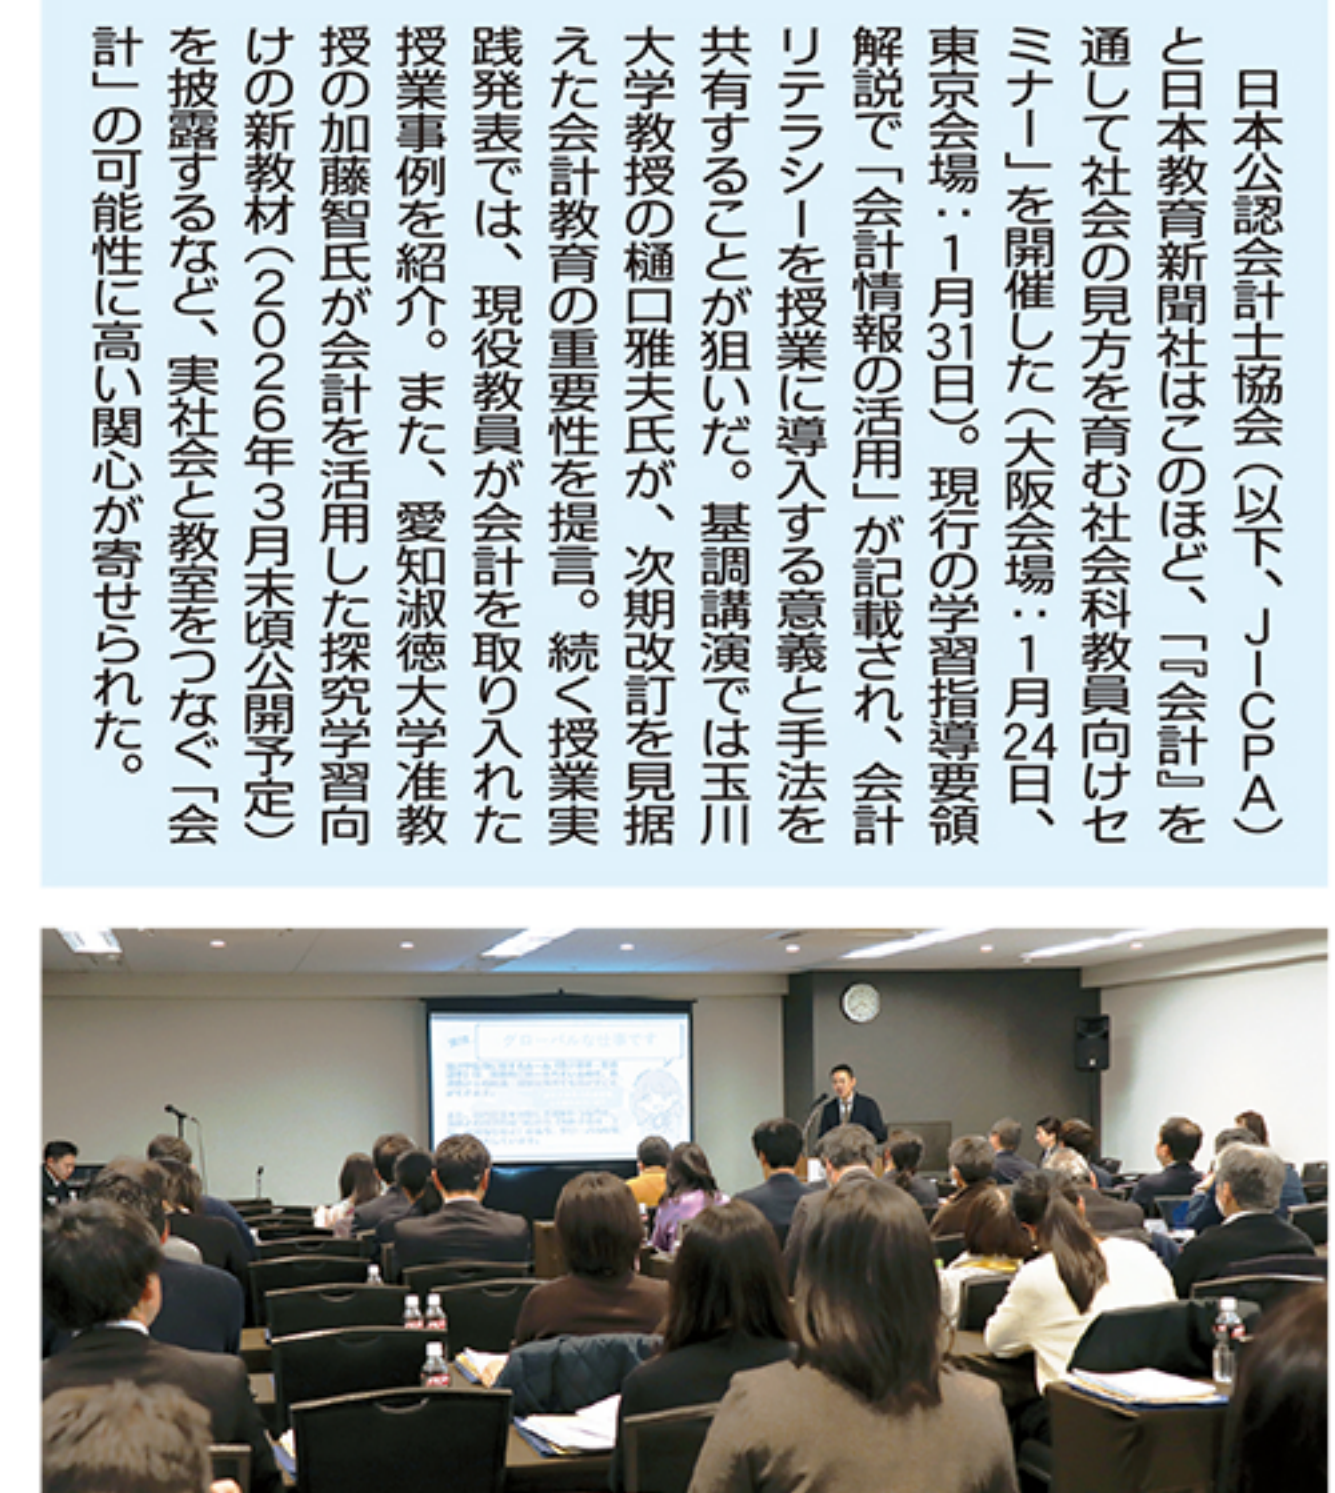 日本公認会計士協会（以下、JICPA）
と日本教育新聞社はこのほど、「『会計』を
通して社会の見方を育む社会科教員向けセ
ミナー」を開催した（大阪会場：1月24日、
東京会場：1月31日）。現行の学習指導要領
解説で「会計情報の活用」が記載され、会計
リテラシーを授業に導入する意義と手法を
共有することが狙いだ。基調講演では玉川
大学教授の樋口雅夫氏が、次期改訂を見据
えた会計教育の重要性を提言。続く授業実
践発表では、現役教員が会計を取り入れた
授業事例を紹介。また、愛知淑徳大学准教
授の加藤智氏が会計を活用した探究学習向
けの新教材（2026年3月末頃公開予定）
を披露するなど、実社会と教室をつなぐ「会
計」の可能性に高い関心が寄せられた。
グローバルな仕事です